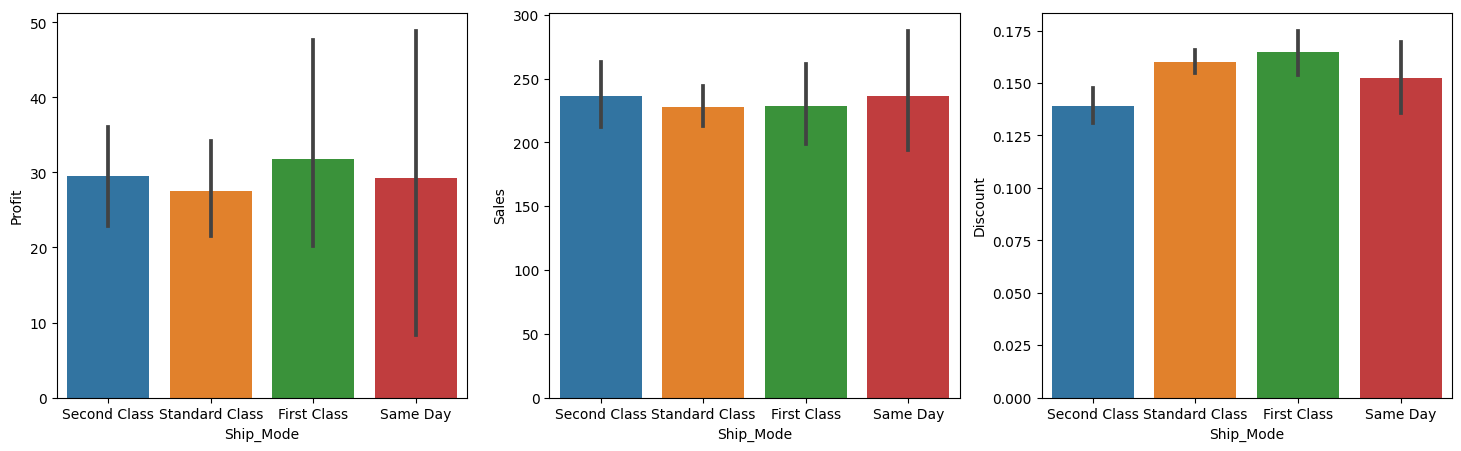 Profit
50
40
30
20
10
0
Second Class Standard Class First Class Same Day
Ship_Mode
Sales
300
250
200
150
100
50
0
Second Class Standard Class First Class Same Day
Ship_Mode
Discount
0.175
0.150
0.125
0.100
0.075
0.050
0.025
0.000
Second Class Standard Class First Class Same Day
Ship_Mode